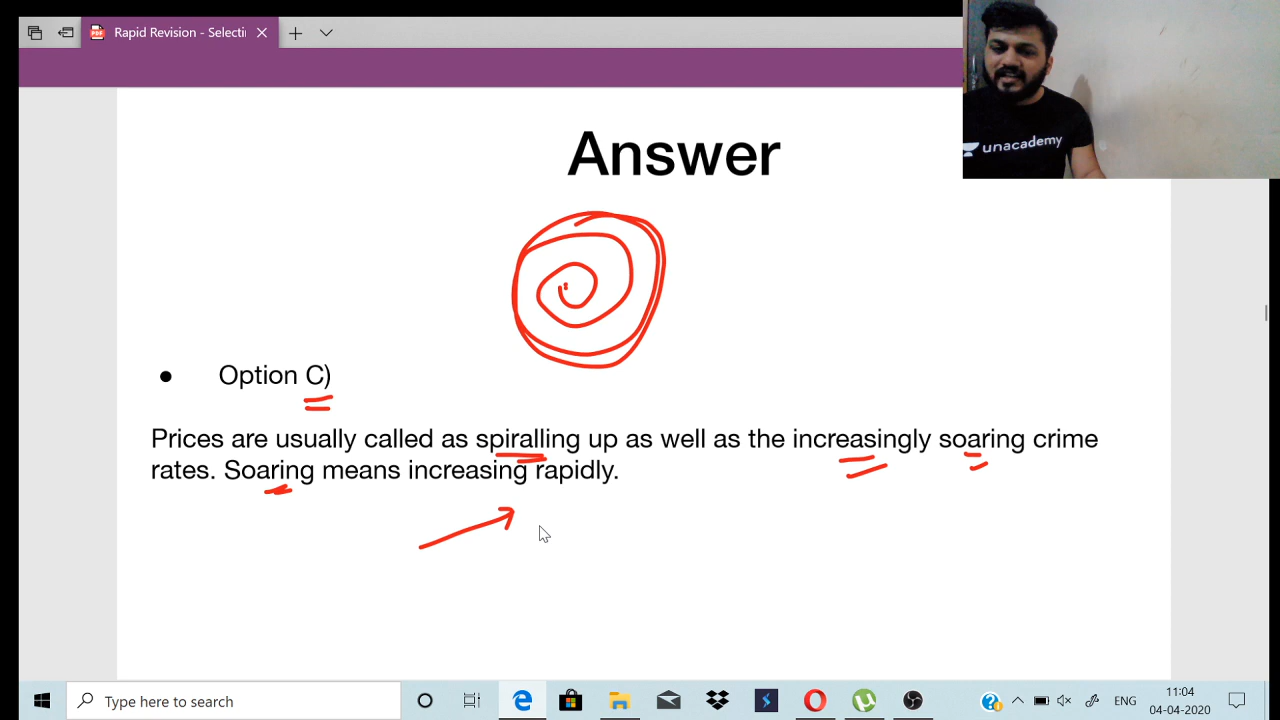 Rapid Revision - Selecti
unacademy
Answer
● Option C)
Prices are usually called as spiralling up as well as the increasingly soaring crime
rates. Soaring means increasing rapidly.
Type here to search
ENG
11:04
04-04-2020